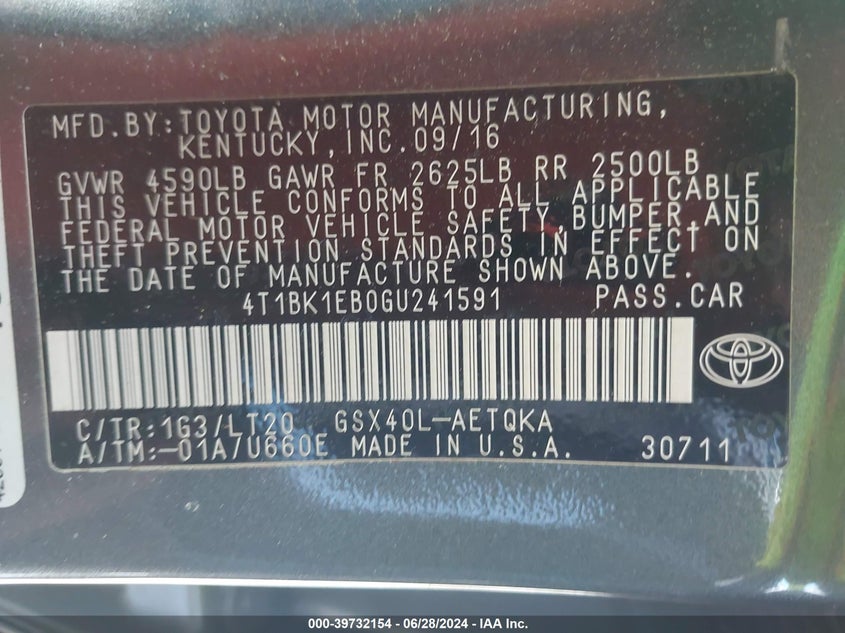 MFD.BY:TOYOTA MOTOR MANUFACTURING,
KENTUCKY,INC.09/16
GVWR 4590LB GAWR FR 2625LB RR 2500LB
THIS VEHICLE CONFORMS TO ALL APPLICABLE
FEDERAL MOTOR VEHICLE SAFETY,BUMPER,AND
THEFT PREVENTION STANDARDS IN EFFECT ON
THE DATE OF MANUFACTURE SHOWN ABOVE.
4T1BK1EB0GU241591 PASS.CAR
C/TR:1G3/LT20 GSX40L-AETQKA
A/TM:-01A/U660E MADE IN U.S.A. 30711
000-39732154 / 06/28/2024 - IAA Inc.